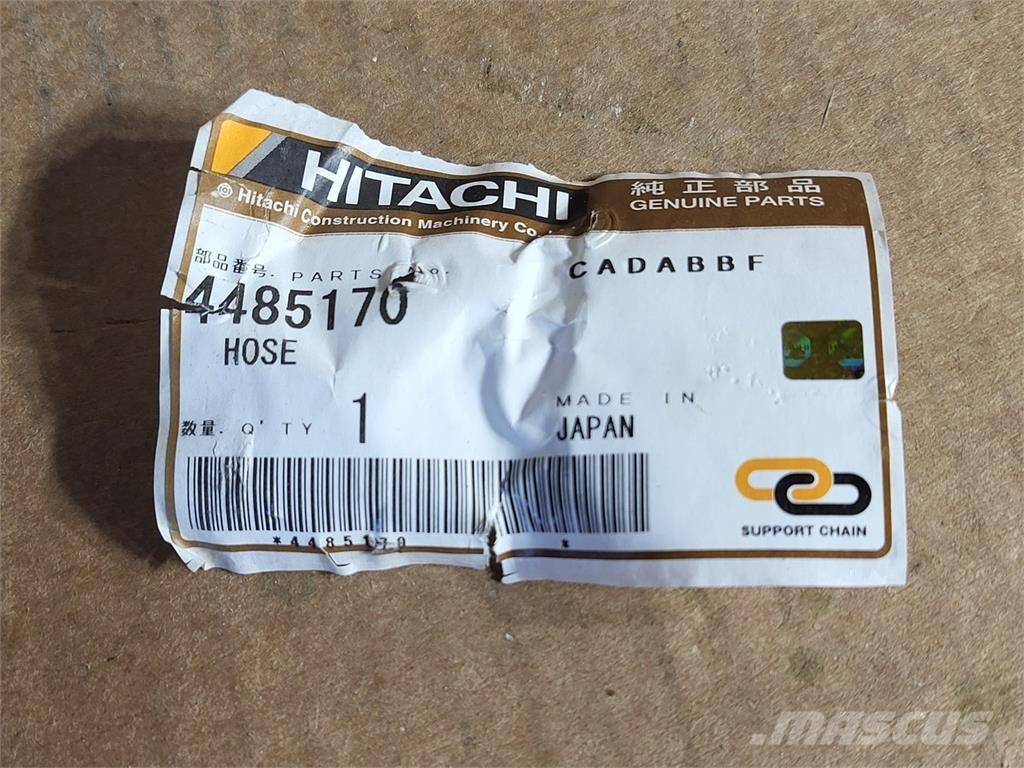 HITACHI
純正部品
GENUINE PARTS
Hitachi Construction Machinery Co.
部品番号. PARTS
CADABBF
4485170
HOSE
数量. Q'TY 1
MADE IN
JAPAN
*4485170 *
SUPPORT CHAIN
MASCUS